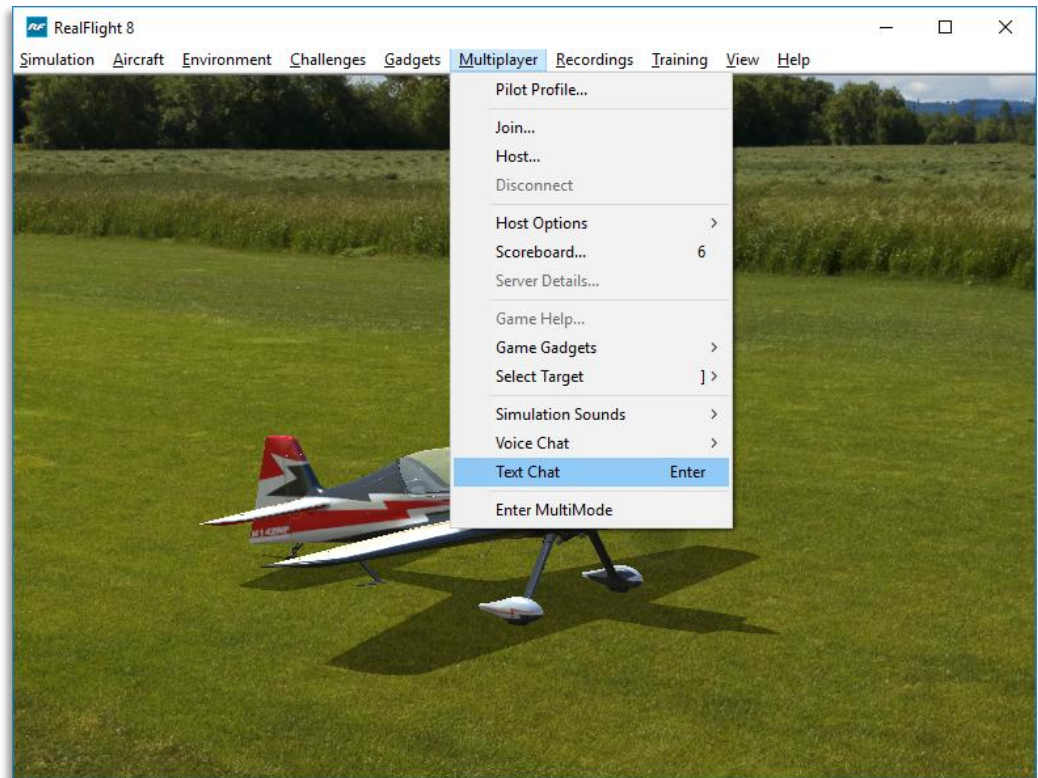 RF RealFlight 8
Simulation Aircraft Environment Challenges Gadgets Multiplayer Recordings Training View Help
Pilot Profile...
Join...
Host...
Disconnect
Host Options
Scoreboard... 6
Server Details...
Game Help...
Game Gadgets
Select Target ]
Simulation Sounds
Voice Chat
Text Chat Enter
Enter MultiMode